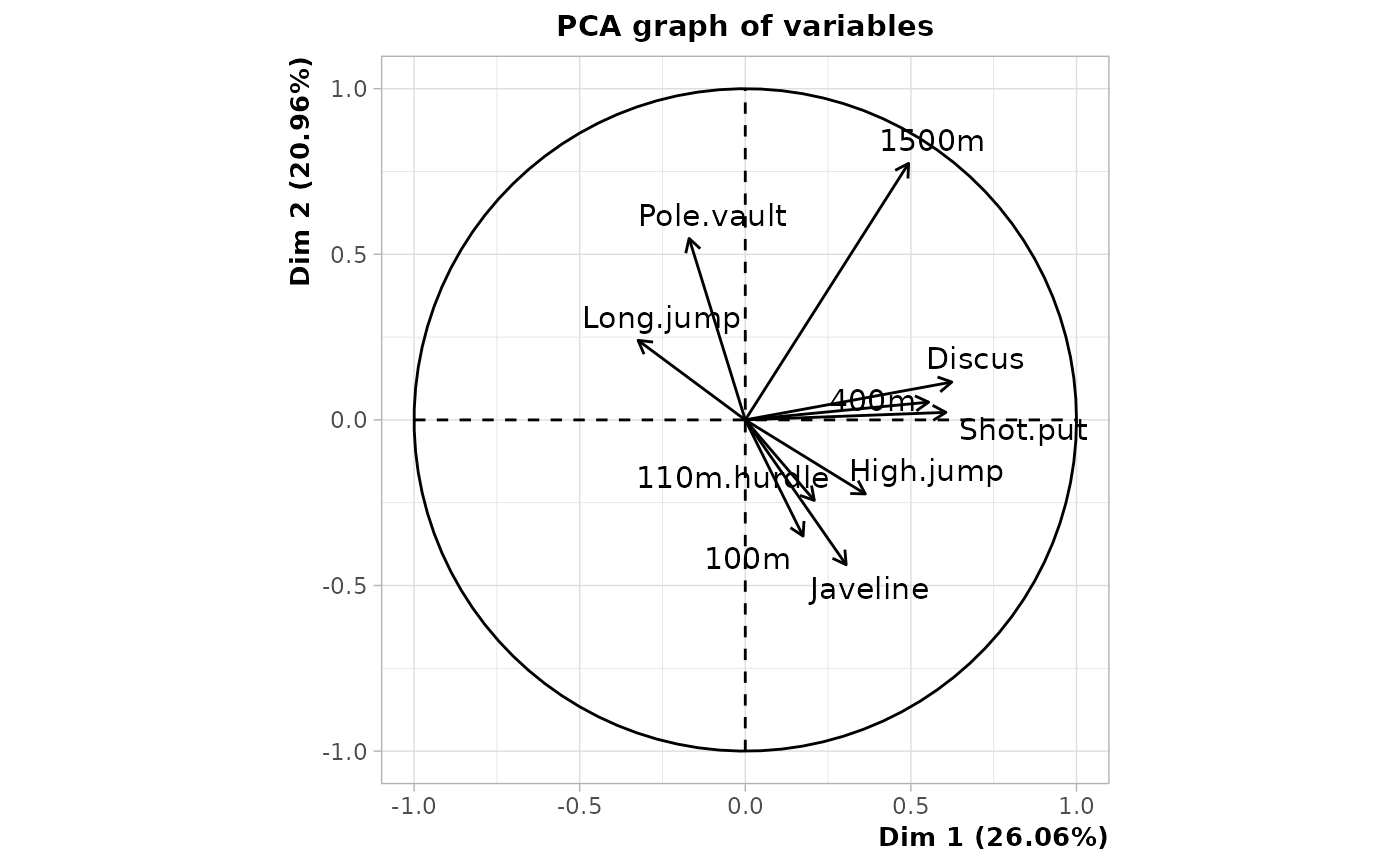 PCA graph of variables
Dim 2 (20.96%)
1.0
0.5
0.0
-0.5
-1.0
1500m
Pole.vault
Long.jump
Discus
400m
Shot.put
High.jump
110m.hurdle
100m
Javeline
-1.0
-0.5
0.0
0.5
1.0
Dim 1 (26.06%)